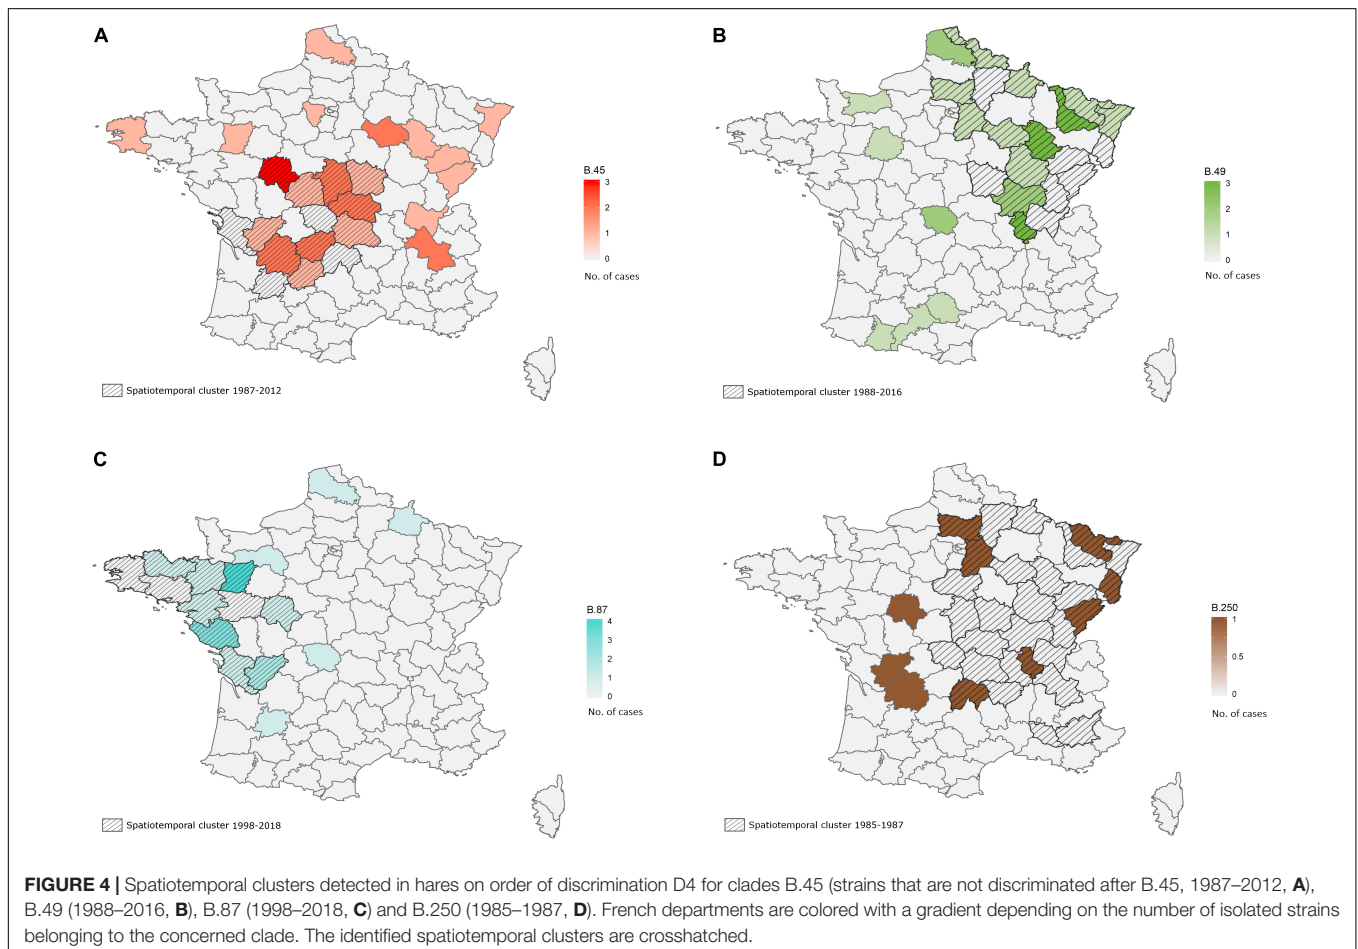 A
B.45
3
2
1
0
No. of cases
Spatiotemporal cluster 1987-2012
B
B.49
3
2
1
0
No. of cases
Spatiotemporal cluster 1988-2016
C
B.87
4
3
2
1
0
No. of cases
Spatiotemporal cluster 1998-2018
D
B.250
1
0.5
0
No. of cases
Spatiotemporal cluster 1985-1987
FIGURE 4 | Spatiotemporal clusters detected in hares on order of discrimination D4 for clades B.45 (strains that are not discriminated after B.45, 1987–2012, A),
B.49 (1988–2016, B), B.87 (1998–2018, C) and B.250 (1985–1987, D). French departments are colored with a gradient depending on the number of isolated strains
belonging to the concerned clade. The identified spatiotemporal clusters are crosshatched.